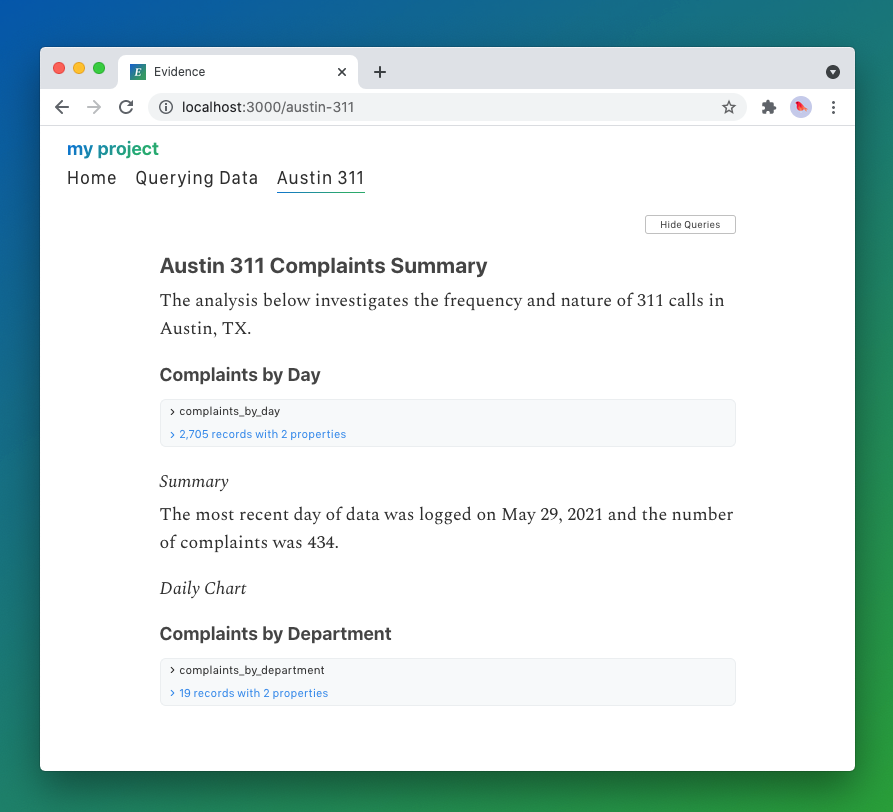 E Evidence
localhost:3000/austin-311
my project
Home Querying Data Austin 311
Hide Queries
Austin 311 Complaints Summary
The analysis below investigates the frequency and nature of 311 calls in
Austin, TX.
Complaints by Day
complaints_by_day
2,705 records with 2 properties
Summary
The most recent day of data was logged on May 29, 2021 and the number
of complaints was 434.
Daily Chart
Complaints by Department
complaints_by_department
19 records with 2 properties